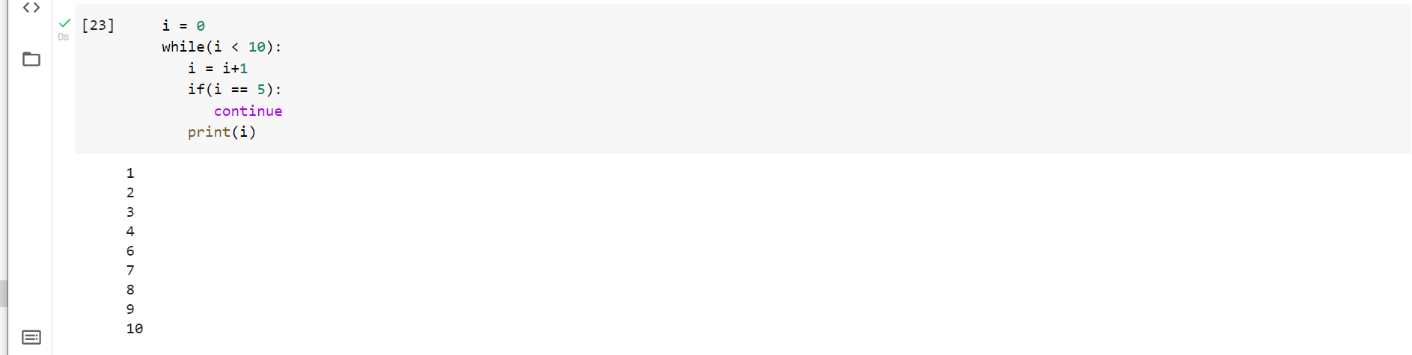 [23] i = 0
0s
while(i < 10):
   i = i+1
   if(i == 5):
      continue
   print(i)
1
2
3
4
6
7
8
9
10